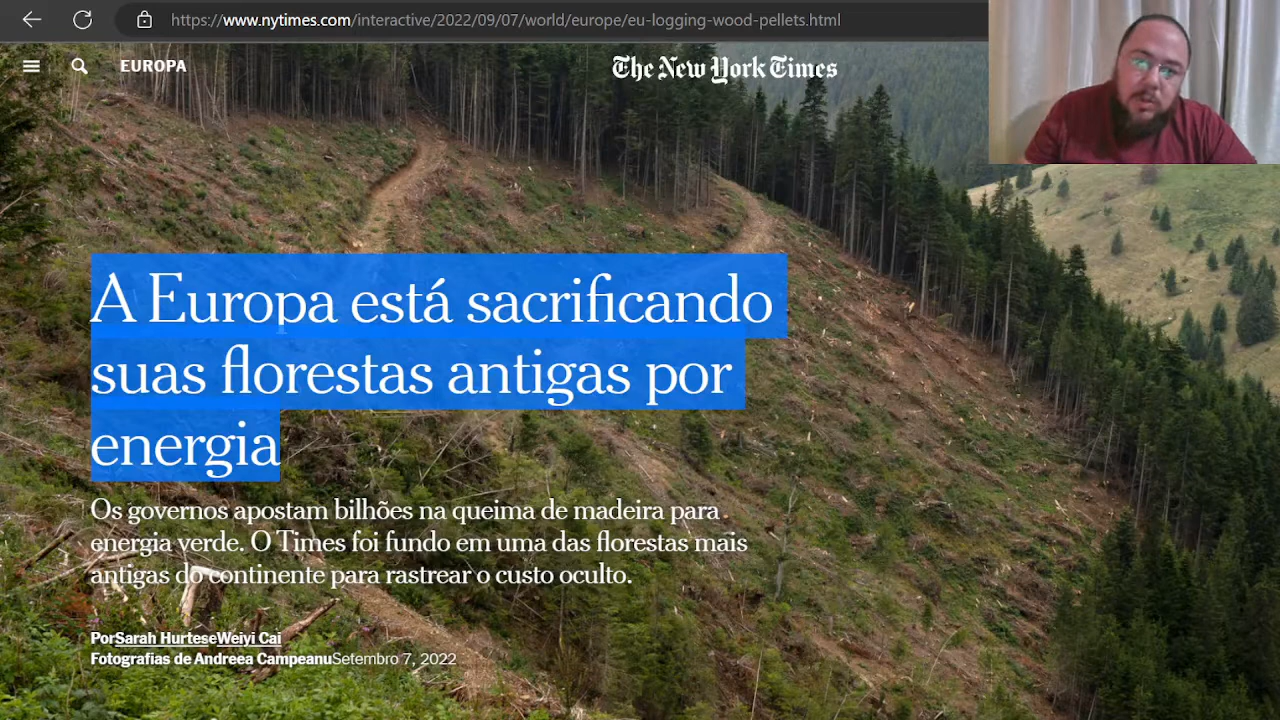 https://www.nytimes.com/interactive/2022/09/07/world/europe/eu-logging-wood-pellets.html
EUROPA
The New York Times
A Europa está sacrificando
suas florestas antigas por
energia
Os governos apostam bilhões na queima de madeira para
energia verde. O Times foi fundo em uma das florestas mais
antigas do continente para rastrear o custo oculto.
PorSarah HurteseWeiyi Cai
Fotografias de Andreea CampeanuSetembro 7, 2022